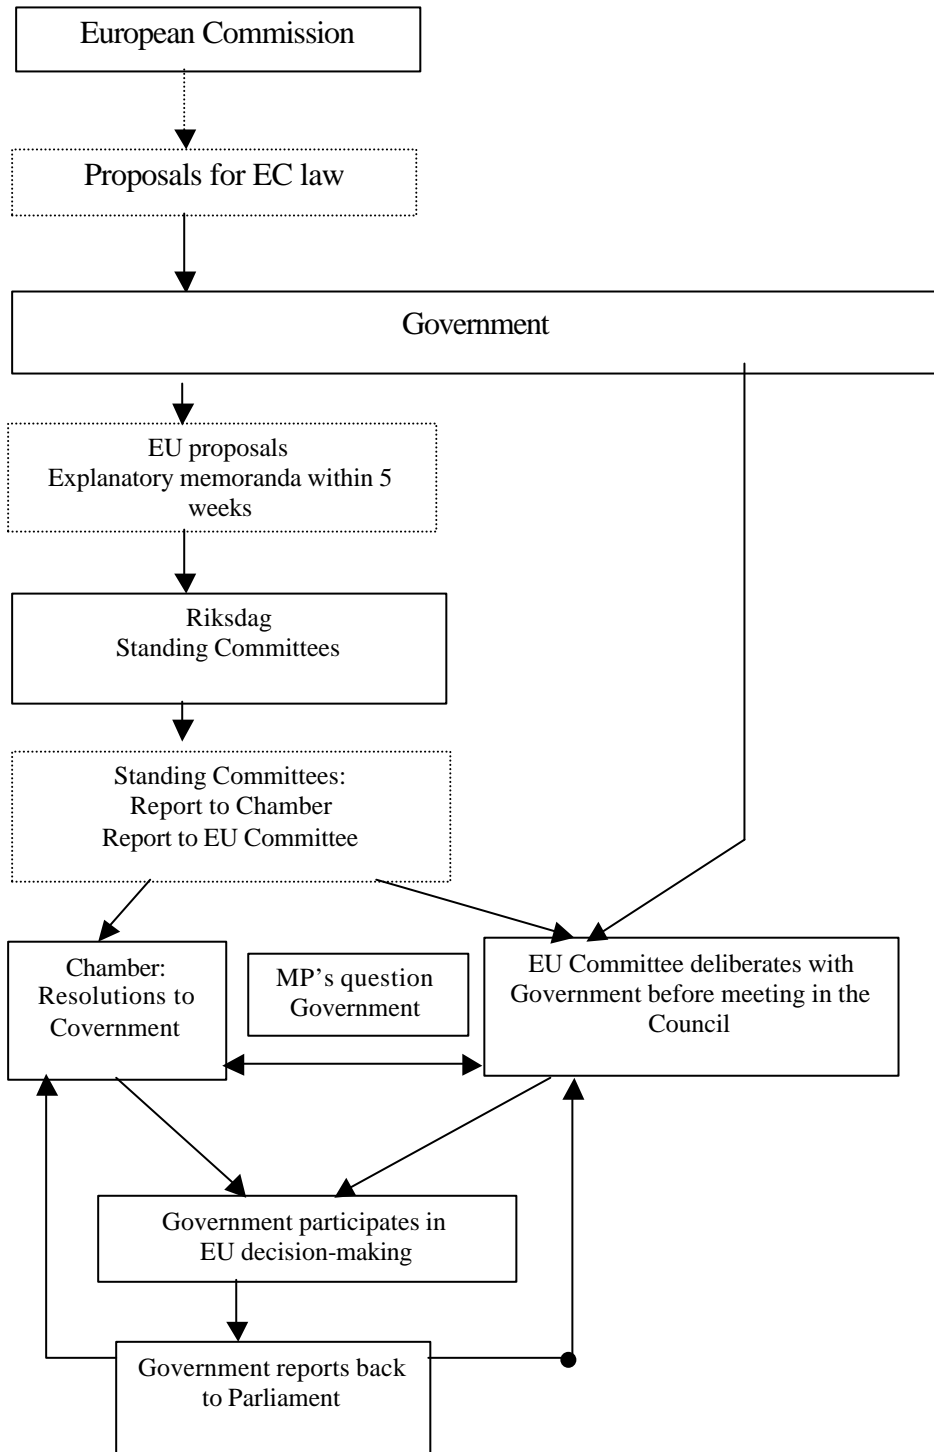 European Commission
Proposals for EC law
Government
EU proposals
Explanatory memoranda within 5
weeks
Riksdag
Standing Committees
Standing Committees:
Report to Chamber
Report to EU Committee
Chamber:
Resolutions to
Covernment
MP's question
Government
EU Committee deliberates with
Government before meeting in the
Council
Government participates in
EU decision-making
Government reports back
to Parliament